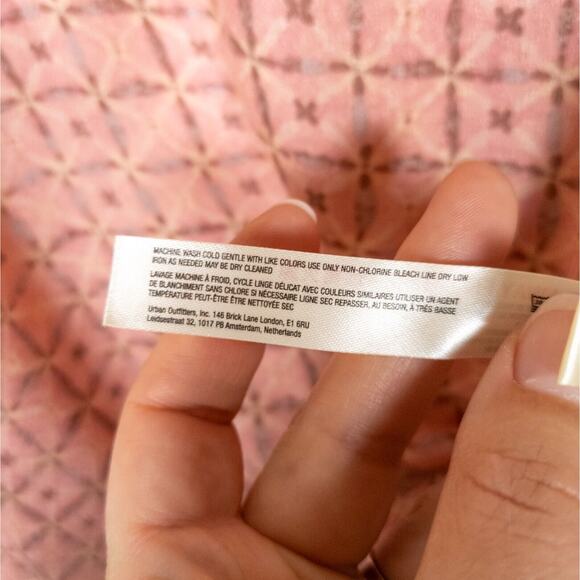 MACHINE WASH COLD GENTLE WITH LIKE COLORS USE ONLY NON-CHLORINE BLEACH LINE DRY LOW
IRON AS NEEDED MAY BE DRY CLEANED
LAVAGE MACHINE À FROID, CYCLE LINGE DÉLICAT AVEC COULEURS SIMILAIRES UTILISER UN AGENT
DE BLANCHIMENT SANS CHLORE SI NÉCESSAIRE LIGNE SEC REPASSER, AU BESOIN, À TRÈS BASSE
TEMPÉRATURE PEUT-ÊTRE ÊTRE NETTOYÉE SEC
Urban Outfitters, Inc. 146 Brick Lane London, E1 6RU
Leidsestraat 32, 1017 PB Amsterdam, Netherlands